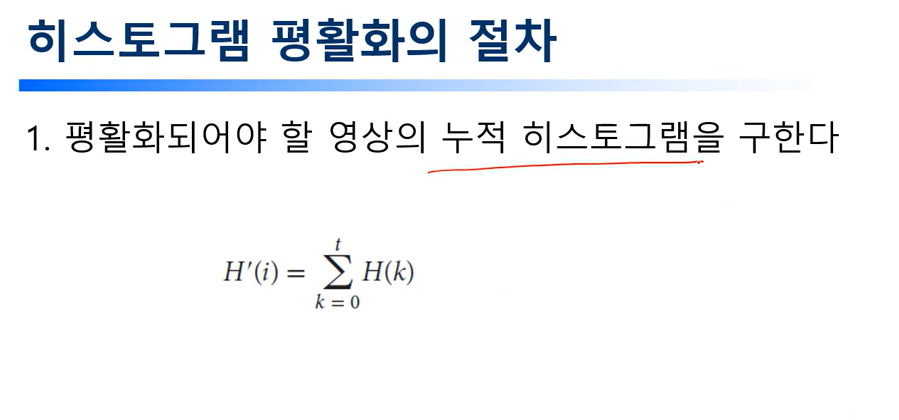 히스토그램 평활화의 절차
1. 평활화되어야 할 영상의 누적 히스토그램을 구한다
t
H′(i) = ∑ H(k)
k = 0